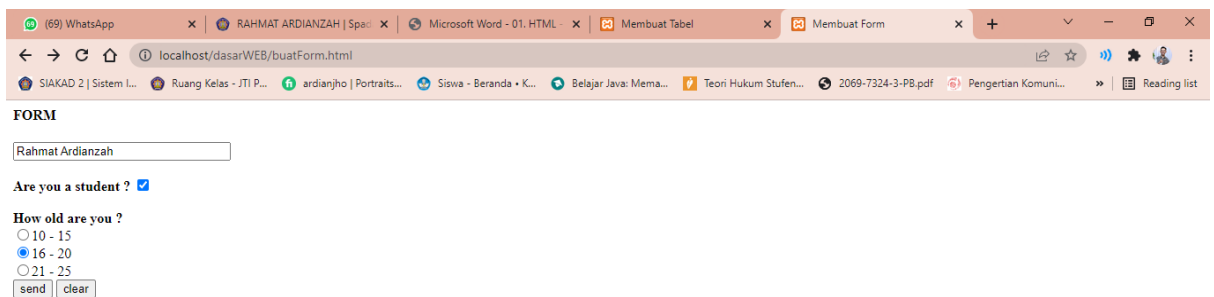 (69) WhatsApp
RAHMAT ARDIANZAH | Spad
Microsoft Word - 01. HTML -
Membuat Tabel
Membuat Form
localhost/dasarWEB/buatForm.html
SIAKAD 2 | Sistem I...
Ruang Kelas - JTI P...
ardianjho | Portraits...
Siswa - Beranda • K...
Belajar Java: Mema...
Teori Hukum Stufen...
2069-7324-3-PB.pdf
Pengertian Komuni...
»
Reading list
FORM
Rahmat Ardianzah
Are you a student ?
How old are you ?
10 - 15
16 - 20
21 - 25
send clear